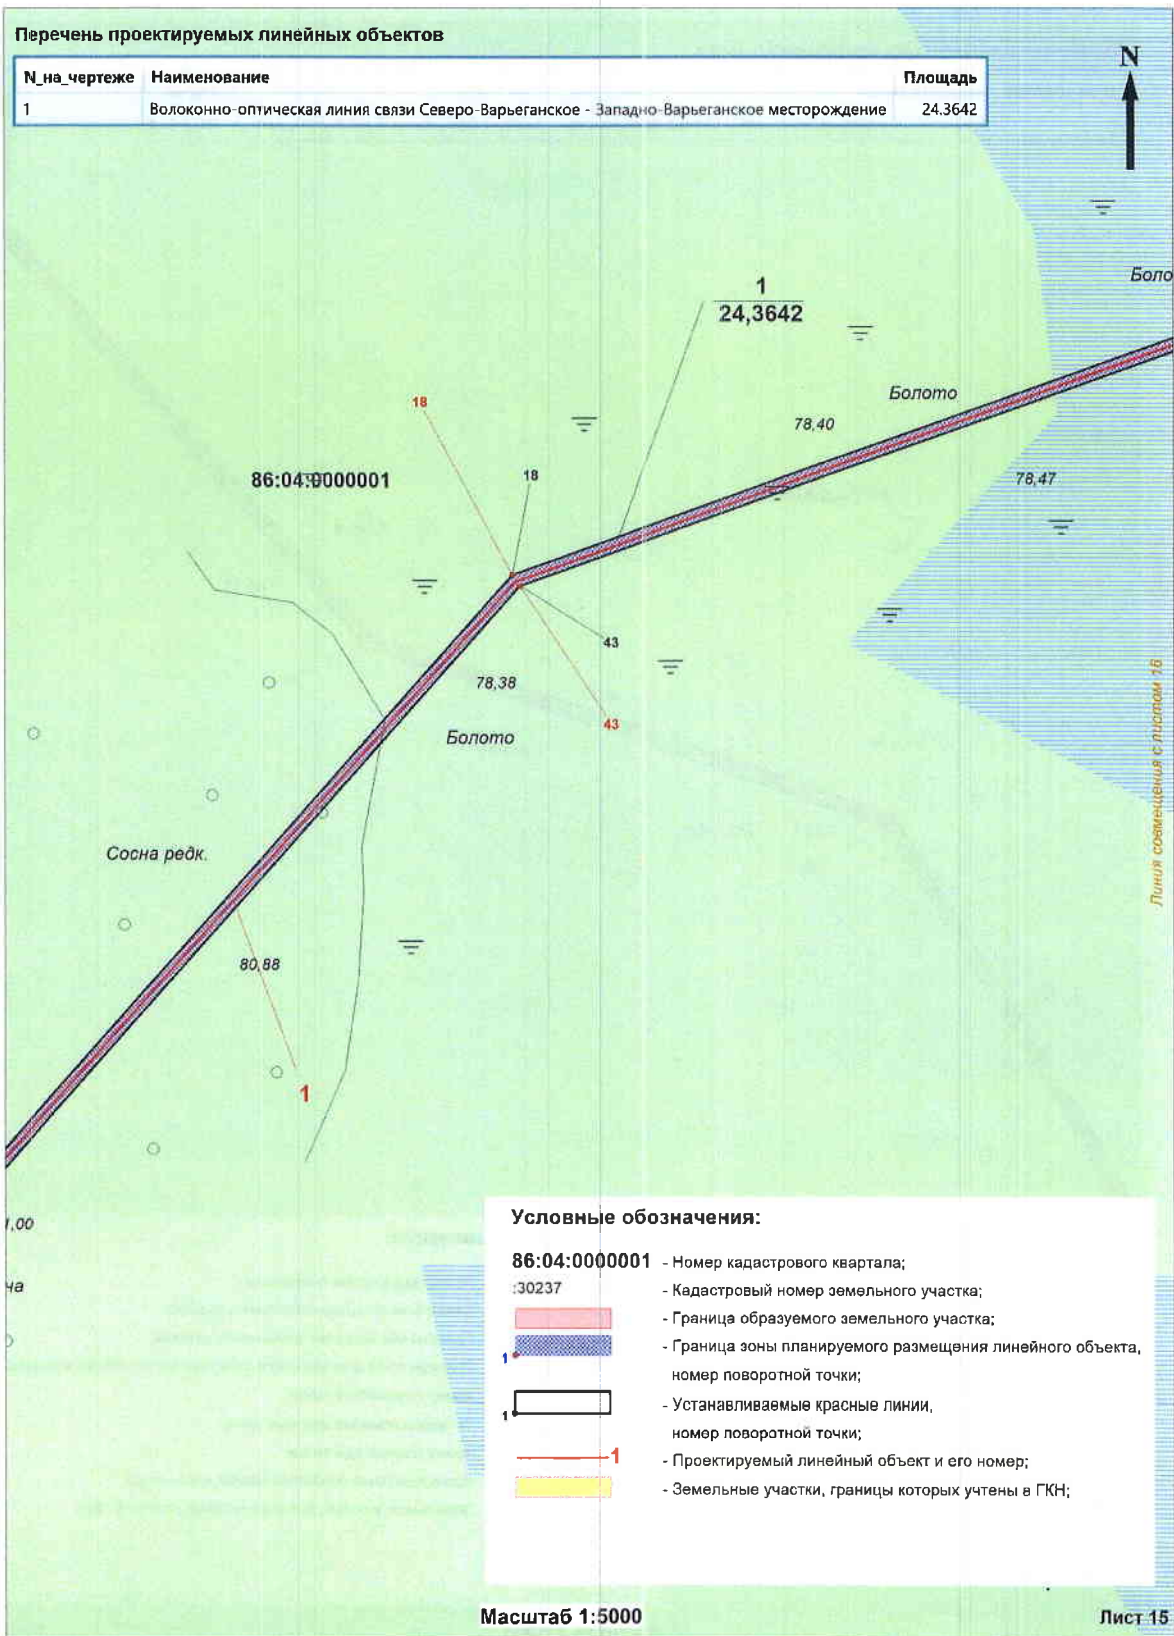 Перечень проектируемых линейных объектов
N_на_чертеже Наименование Площадь
1 Волоконно-оптическая линия связи Северо-Варьеганское - Западно-Варьеганское месторождение 24.3642
N
Боло
1
24,3642
Болото
18
78,40
86:04:0000001
18
78,47
43
78,38
43
Болото
Линия совмещения с листом 16
Сосна редк.
80,88
1
1,00
ча
Условные обозначения:
86:04:0000001 - Номер кадастрового квартала;
:30237 - Кадастровый номер земельного участка;
- Граница образуемого земельного участка;
1 - Граница зоны планируемого размещения линейного объекта,
номер поворотной точки;
1 - Устанавливаемые красные линии,
номер поворотной точки;
1 - Проектируемый линейный объект и его номер;
- Земельные участки, границы которых учтены в ГКН;
Масштаб 1:5000
Лист 15